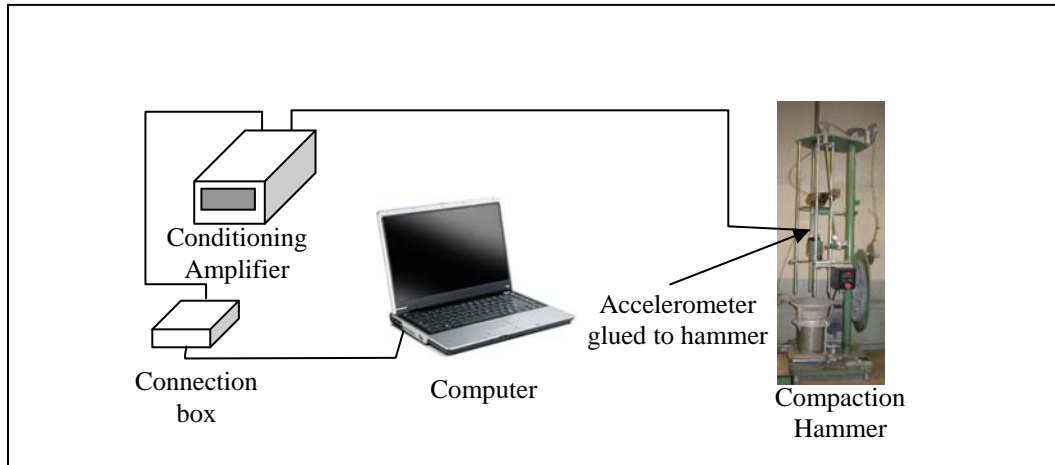 Conditioning
Amplifier
Accelerometer
glued to hammer
Connection
box
Computer
Compaction
Hammer